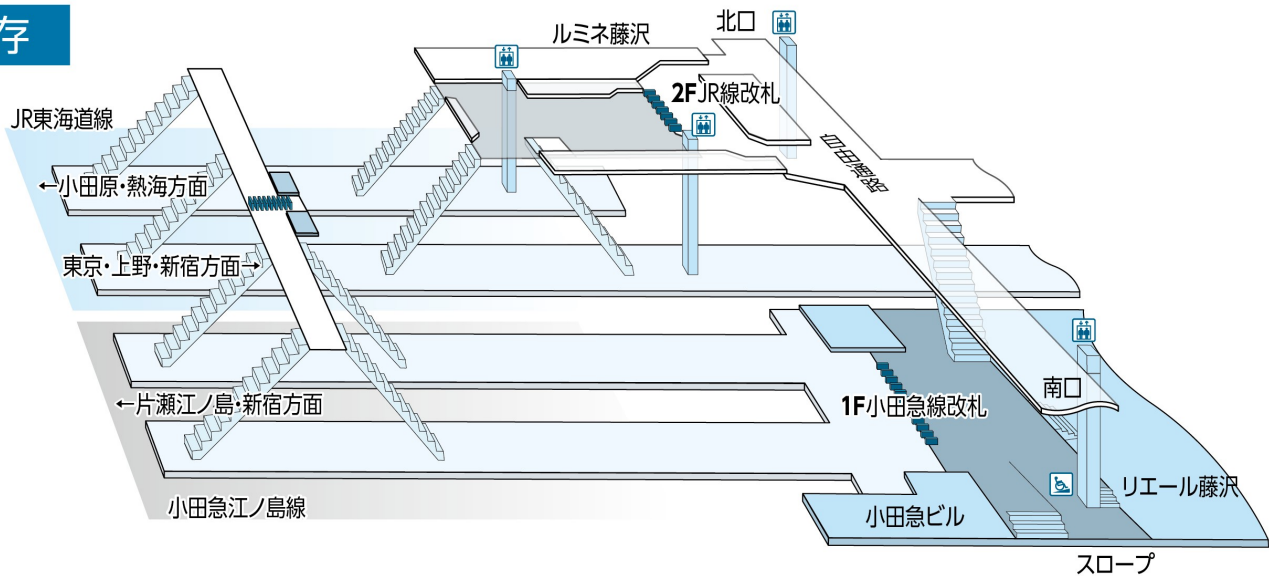 存
ルミネ藤沢
北口
2F JR線改札
JR東海道線
自由通路
←小田原・熱海方面
東京・上野・新宿方面→
南口
←片瀬江ノ島・新宿方面
1F小田急線改札
リエール藤沢
小田急江ノ島線
小田急ビル
スロープ